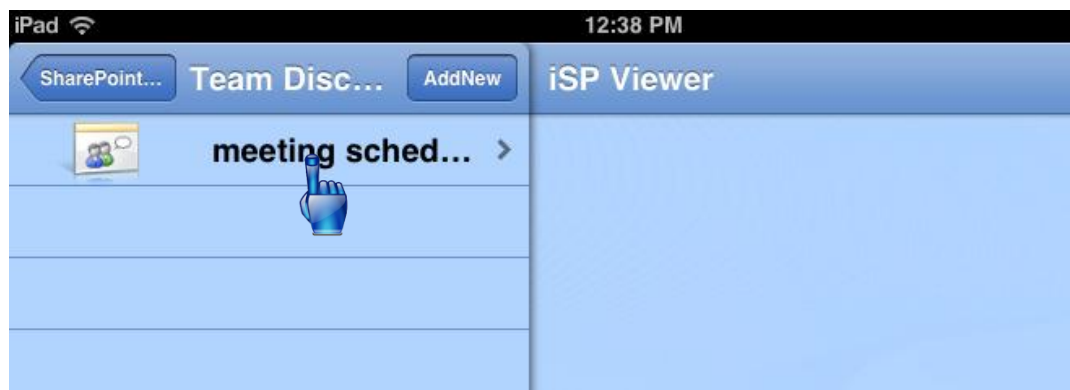 iPad 12:38 PM
SharePoint... Team Disc... AddNew iSP Viewer
meeting sched...